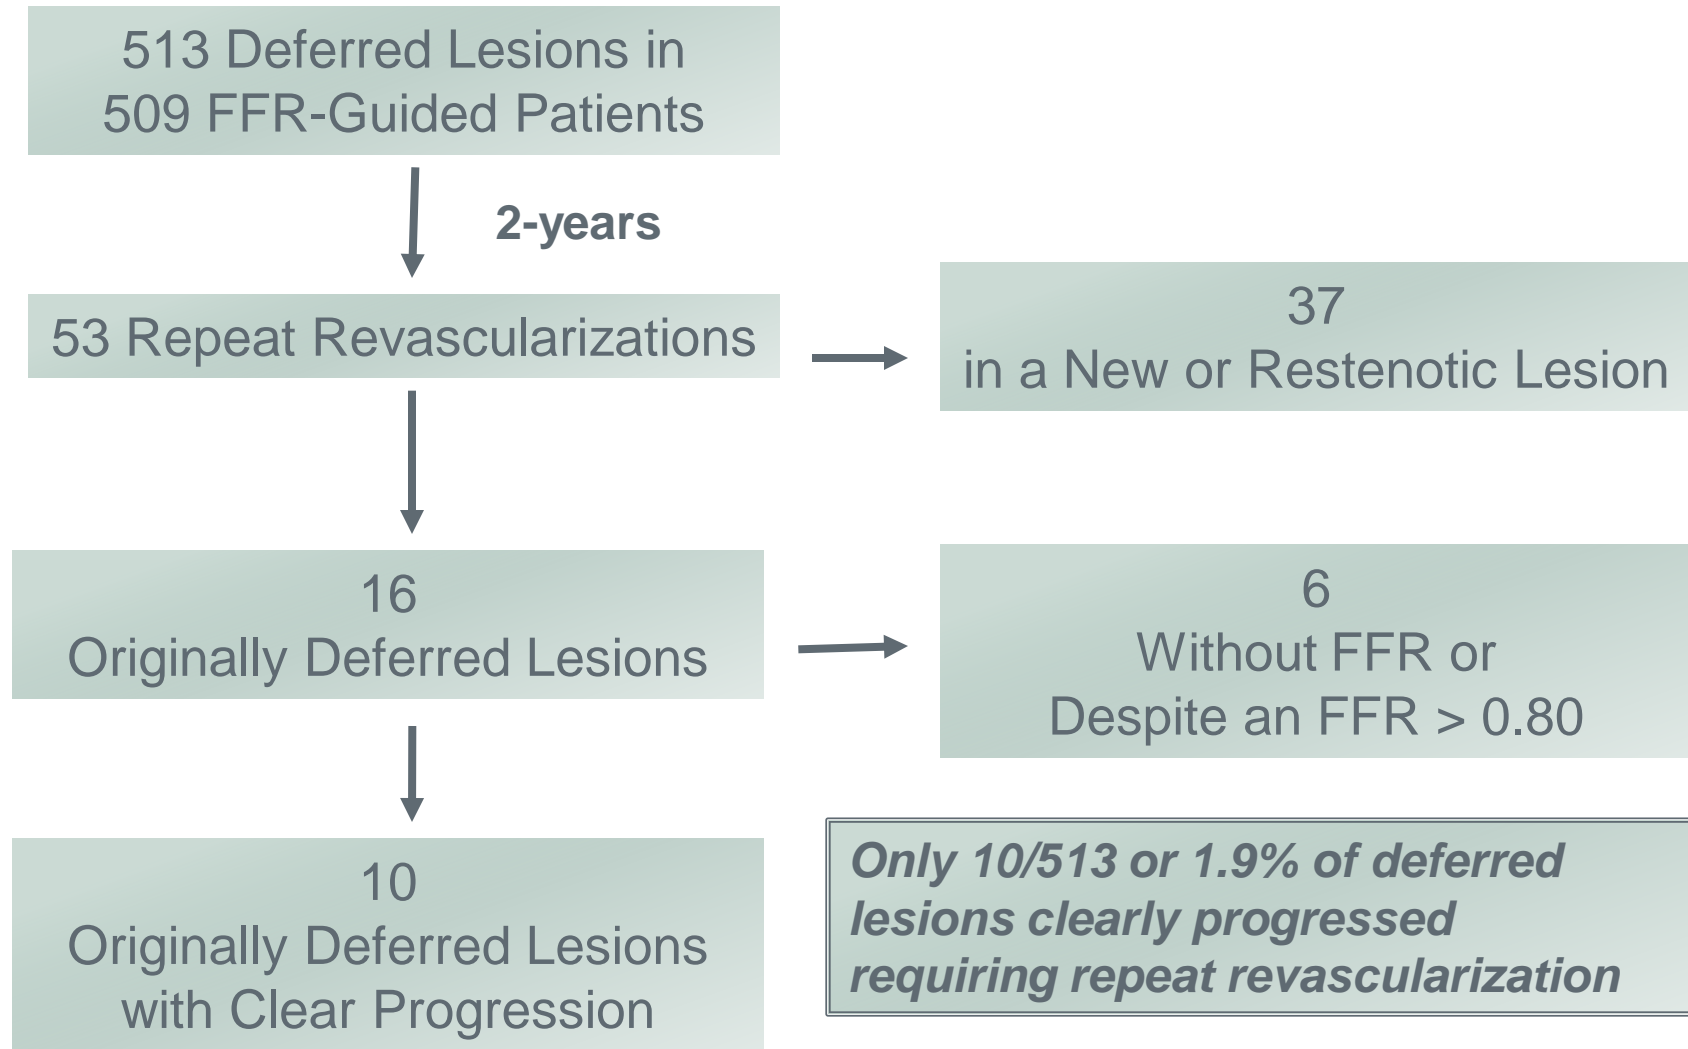 513 Deferred Lesions in
509 FFR-Guided Patients
2-years
53 Repeat Revascularizations
37
in a New or Restenotic Lesion
16
Originally Deferred Lesions
6
Without FFR or
Despite an FFR > 0.80
10
Originally Deferred Lesions
with Clear Progression
Only 10/513 or 1.9% of deferred
lesions clearly progressed
requiring repeat revascularization